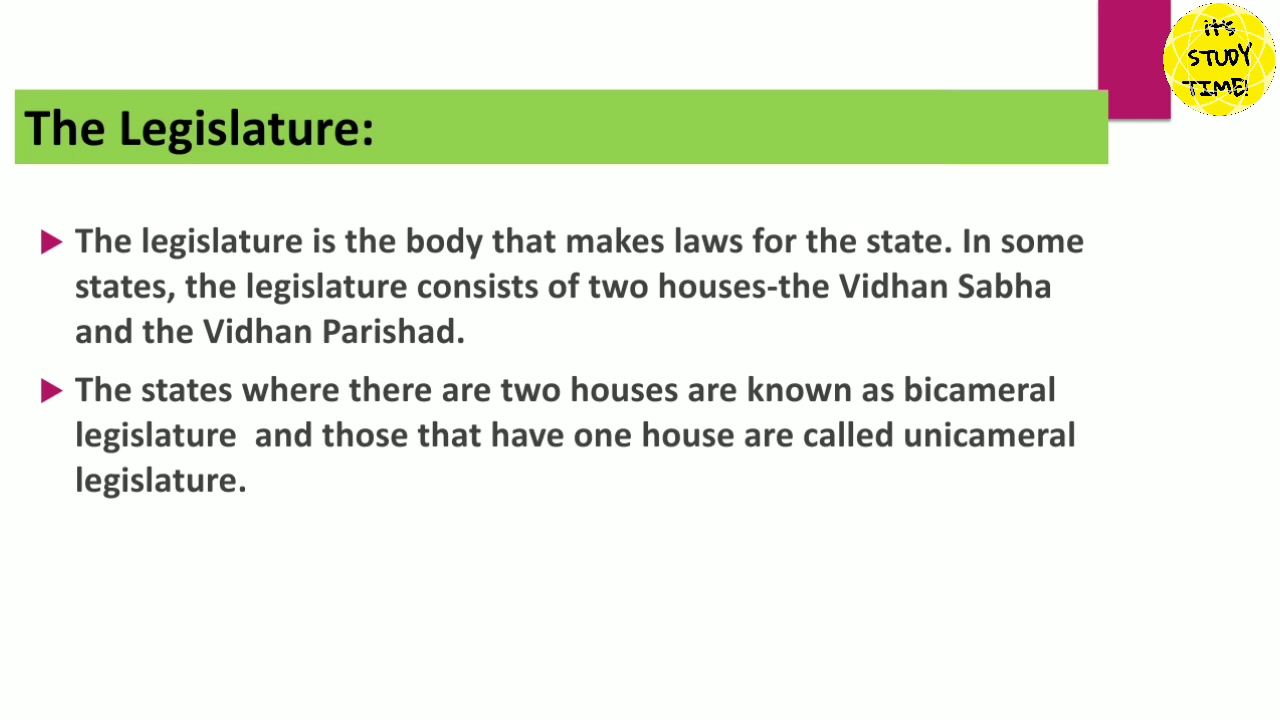 It's
STUDY
TIME!
The Legislature:
The legislature is the body that makes laws for the state. In some
states, the legislature consists of two houses-the Vidhan Sabha
and the Vidhan Parishad.
The states where there are two houses are known as bicameral
legislature  and those that have one house are called unicameral
legislature.